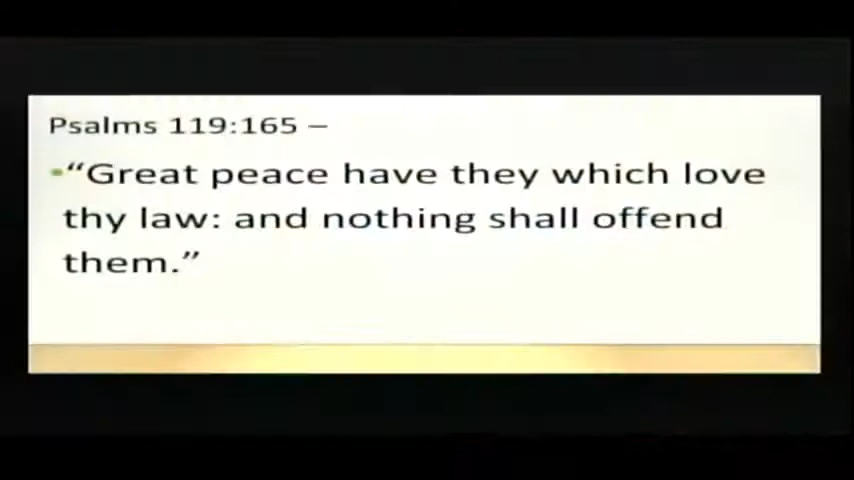 Psalms 119:165 –
•“Great peace have they which love
thy law: and nothing shall offend
them.”